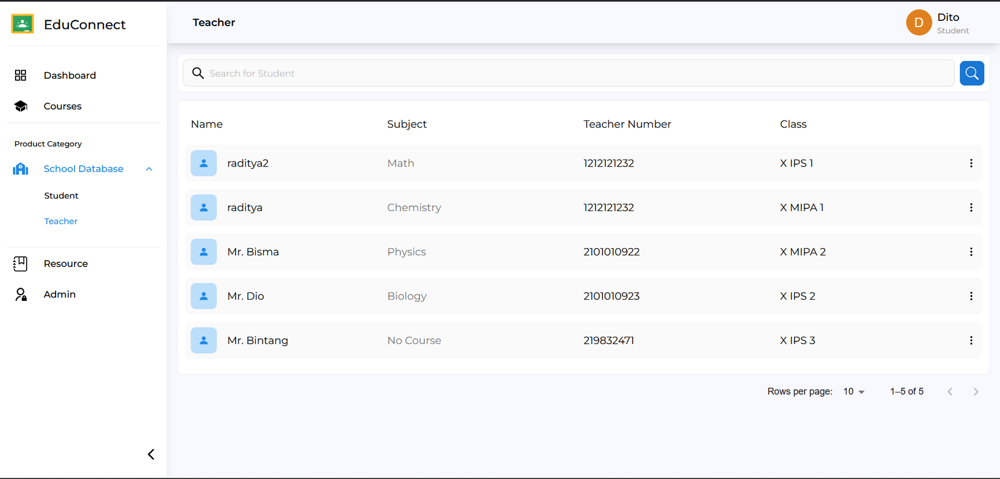 EduConnect
Teacher
D
Dito
Student
Dashboard
Courses
Product Category
School Database
Student
Teacher
Resource
Admin
Search for Student
Name Subject Teacher Number Class
raditya2 Math 1212121232 X IPS 1
raditya Chemistry 1212121232 X MIPA 1
Mr. Bisma Physics 2101010922 X MIPA 2
Mr. Dio Biology 2101010923 X IPS 2
Mr. Bintang No Course 219832471 X IPS 3
Rows per page: 10 1–5 of 5